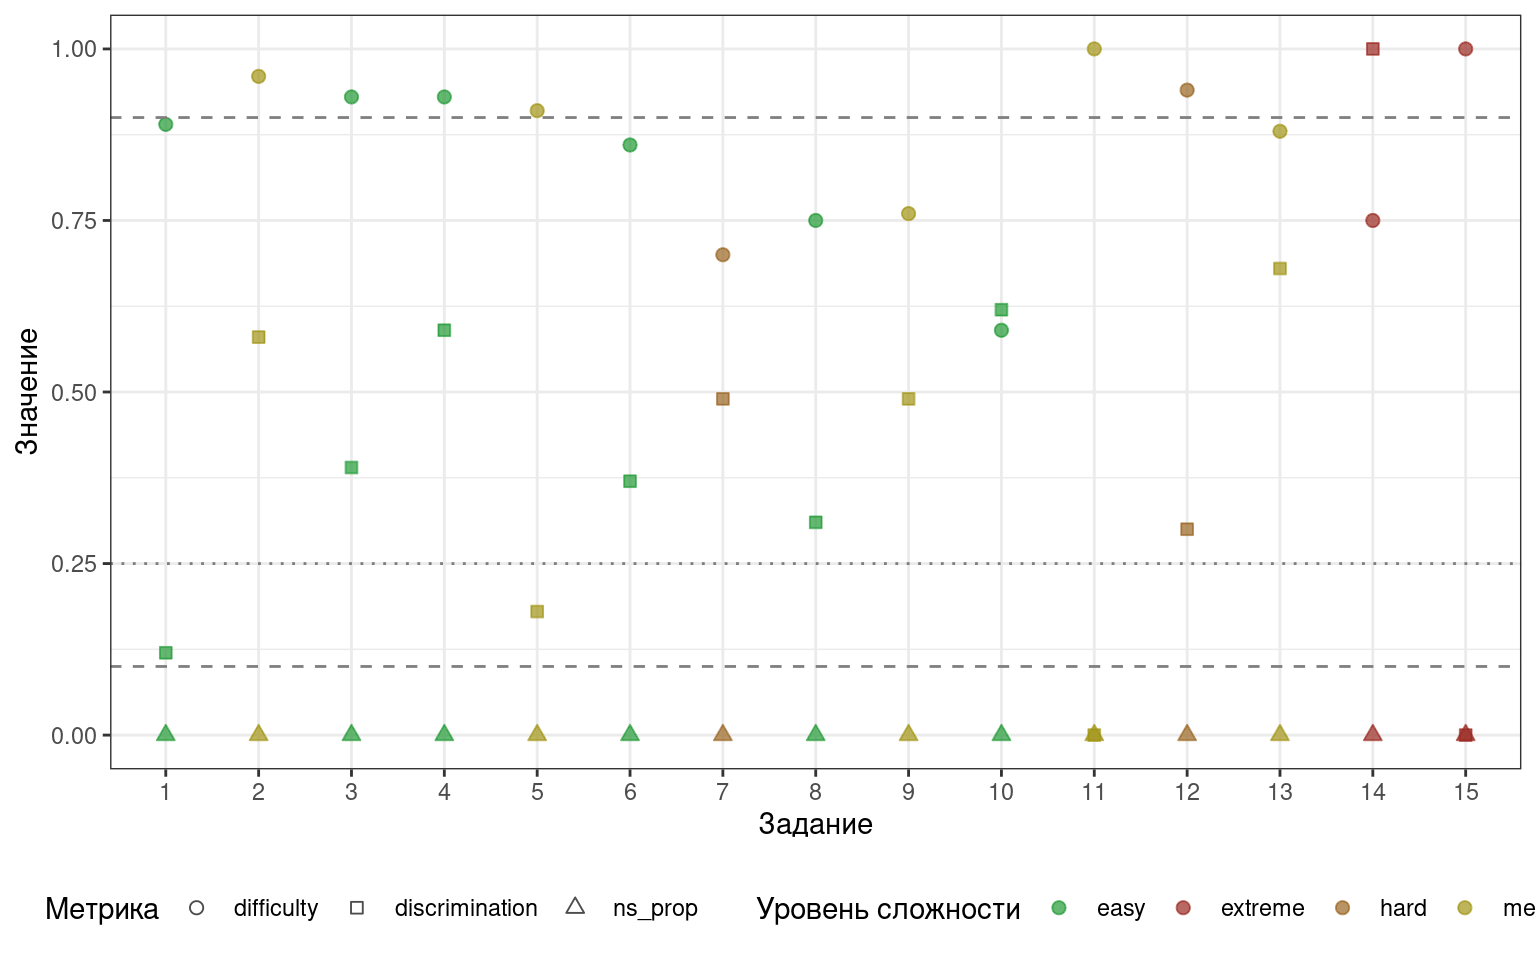 1.00
0.75
0.50
0.25
0.00
Значение
1 2 3 4 5 6 7 8 9 10 11 12 13 14 15
Задание
Метрика difficulty discrimination ns_prop Уровень сложности easy extreme hard me